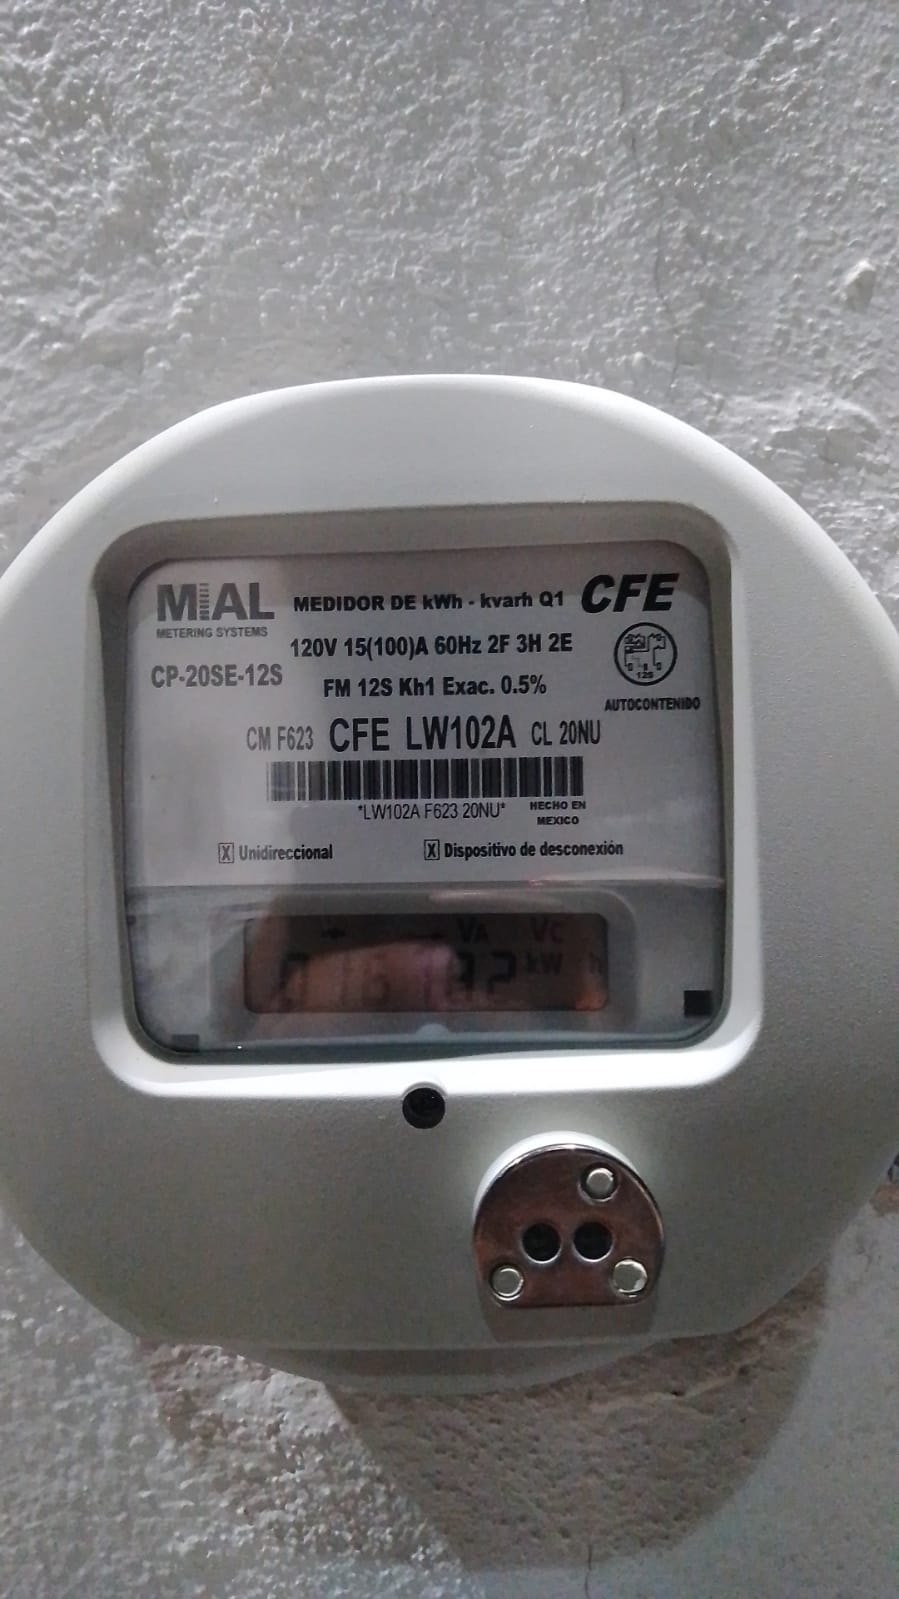 MIAL
METERING SYSTEMS
MEDIDOR DE kWh - kvarh Q1
CFE
120V 15(100)A 60Hz 2F 3H 2E
CP-20SE-12S
FM 12S Kh1 Exac. 0.5%
12S
AUTOCONTENIDO
CM F623 CFE LW102A CL 20NU
*LW102A F623 20NU*
HECHO EN
MEXICO
X Unidireccional
X Dispositivo de desconexión
VA VC
kW h